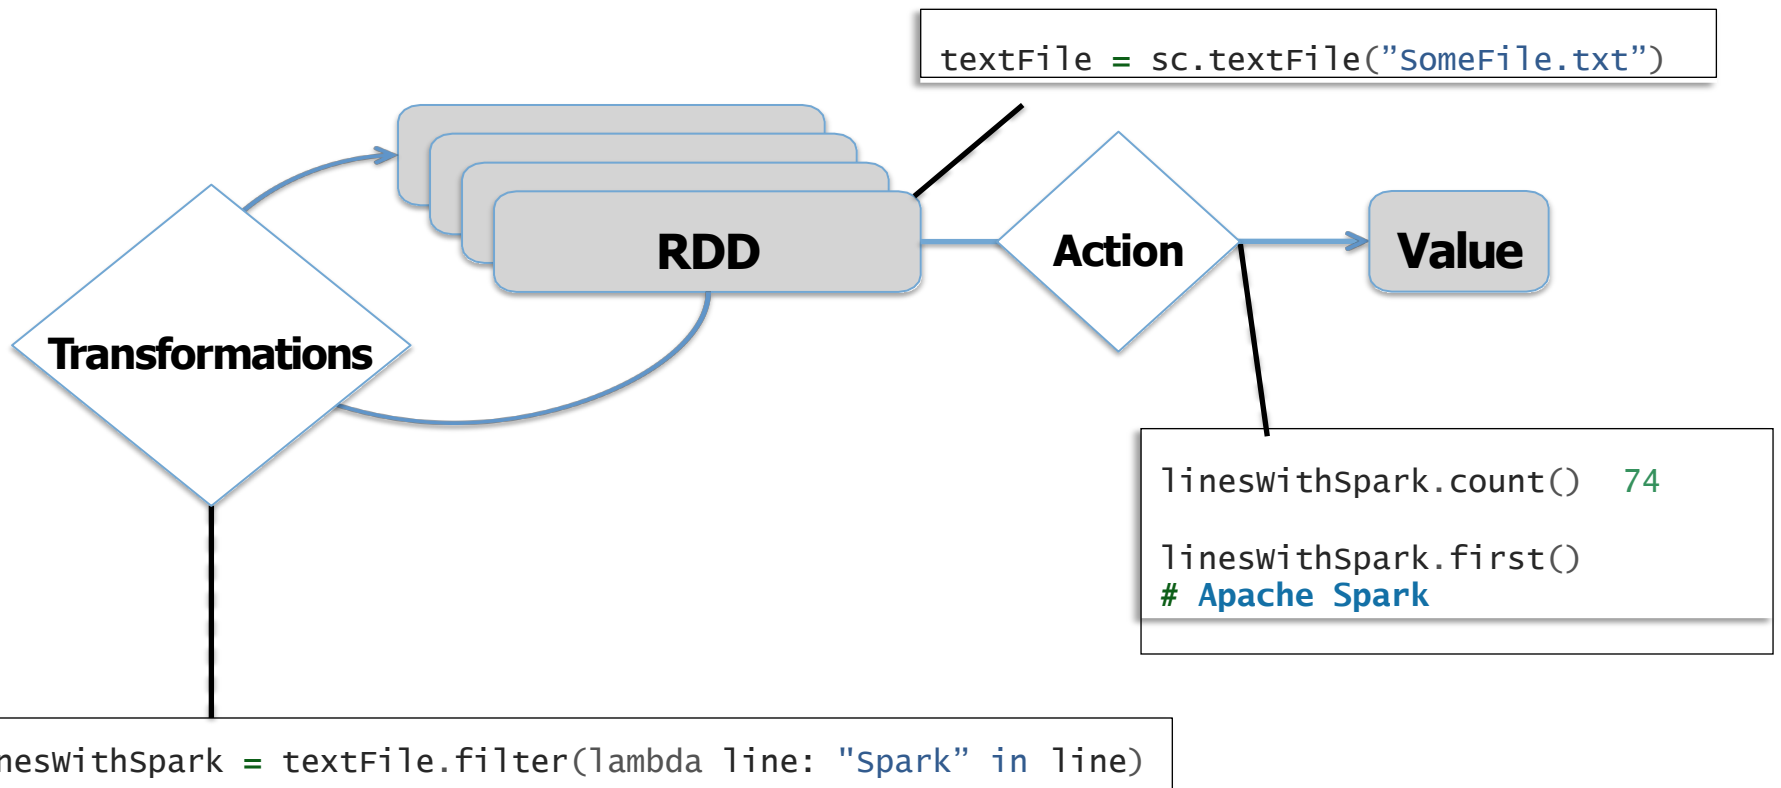 textFile = sc.textFile(”SomeFile.txt”)
RDD
Action
Value
Transformations
linesWithSpark.count() 74
linesWithSpark.first()
# Apache Spark
nesWithSpark = textFile.filter(lambda line: "Spark” in line)